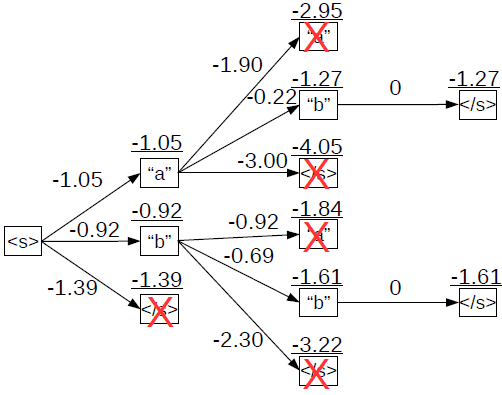 -2.95
“a”
-1.90
-1.27
-1.27
-0.22
“b”
0
</s>
-1.05
-4.05
-1.05
“a”
-3.00
</s>
-0.92
-1.84
<s>
-0.92
“b”
-0.92
“a”
-1.39
-0.69
-1.61
-1.61
-1.39
</s>
“b”
0
</s>
-2.30
-3.22
</s>